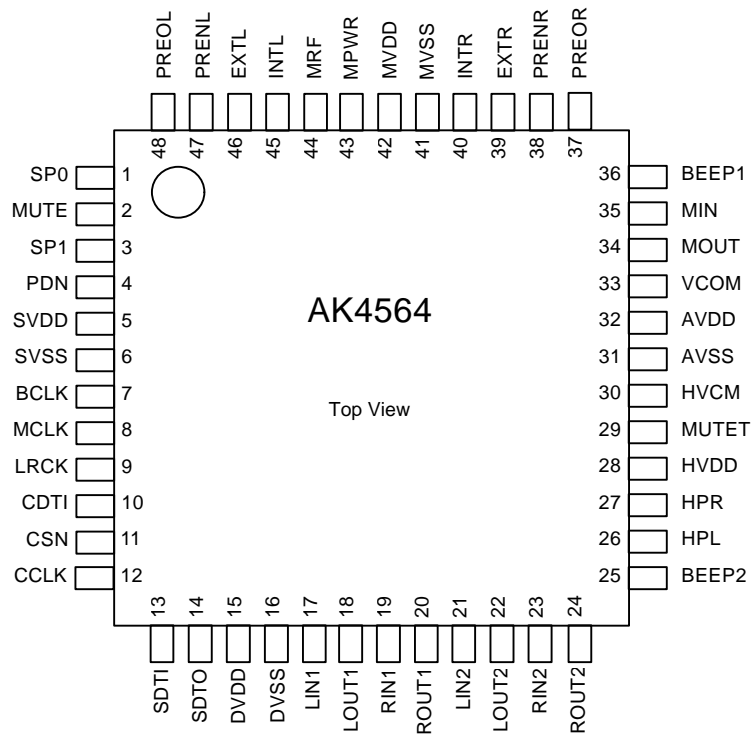 PREOL PRENL EXTL INTL MRF MPWR MVDD MVSS INTR EXTR PRENR PREOR
48 47 46 45 44 43 42 41 40 39 38 37
SP0 1 36 BEEP1
MUTE 2 35 MIN
SP1 3 34 MOUT
PDN 4 33 VCOM
AK4564
SVDD 5 32 AVDD
SVSS 6 31 AVSS
BCLK 7 30 HVCM
Top View
MCLK 8 29 MUTET
LRCK 9 28 HVDD
CDTI 10 27 HPR
CSN 11 26 HPL
CCLK 12 25 BEEP2
13 14 15 16 17 18 19 20 21 22 23 24
SDTI SDTO DVDD DVSS LIN1 LOUT1 RIN1 ROUT1 LIN2 LOUT2 RIN2 ROUT2